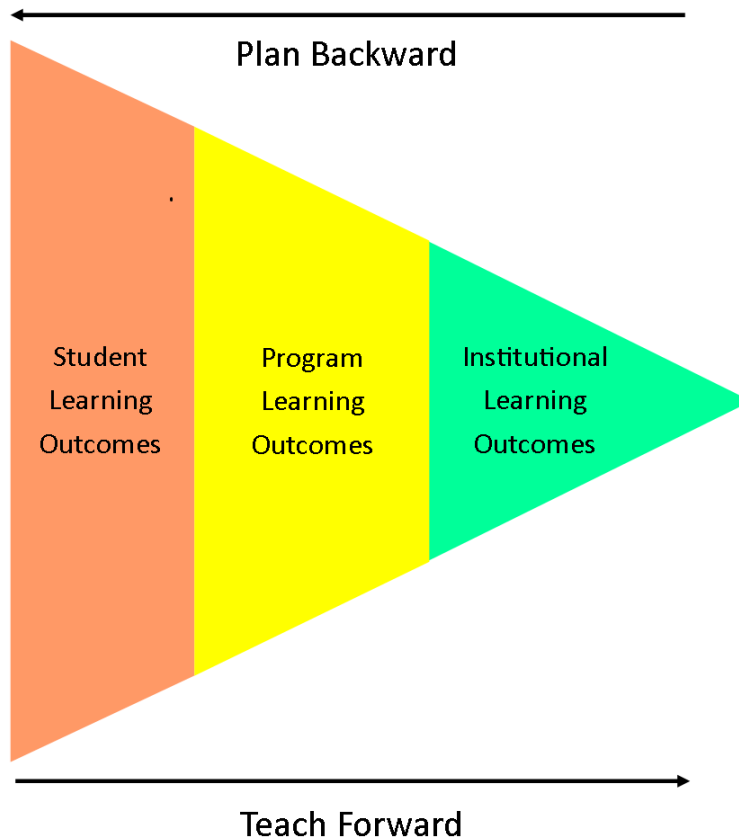 Plan Backward
Student
Learning
Outcomes
Program
Learning
Outcomes
Institutional
Learning
Outcomes
Teach Forward